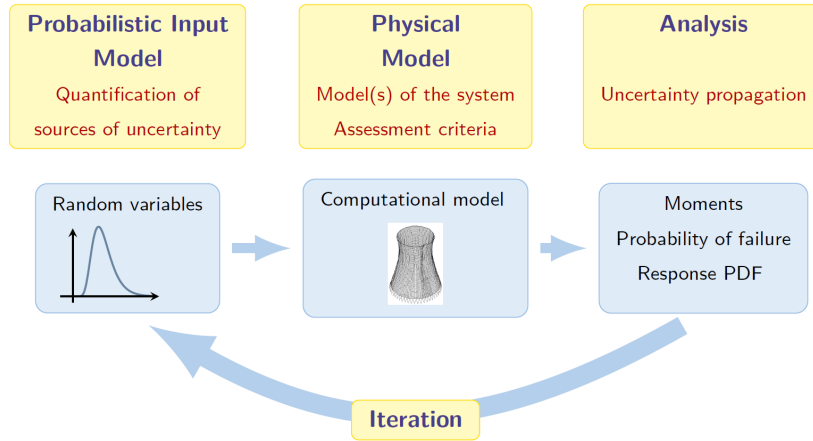 Probabilistic Input
Model
Quantification of
sources of uncertainty
Physical
Model
Model(s) of the system
Assessment criteria
Analysis
Uncertainty propagation
Random variables
Computational model
Moments
Probability of failure
Response PDF
Iteration